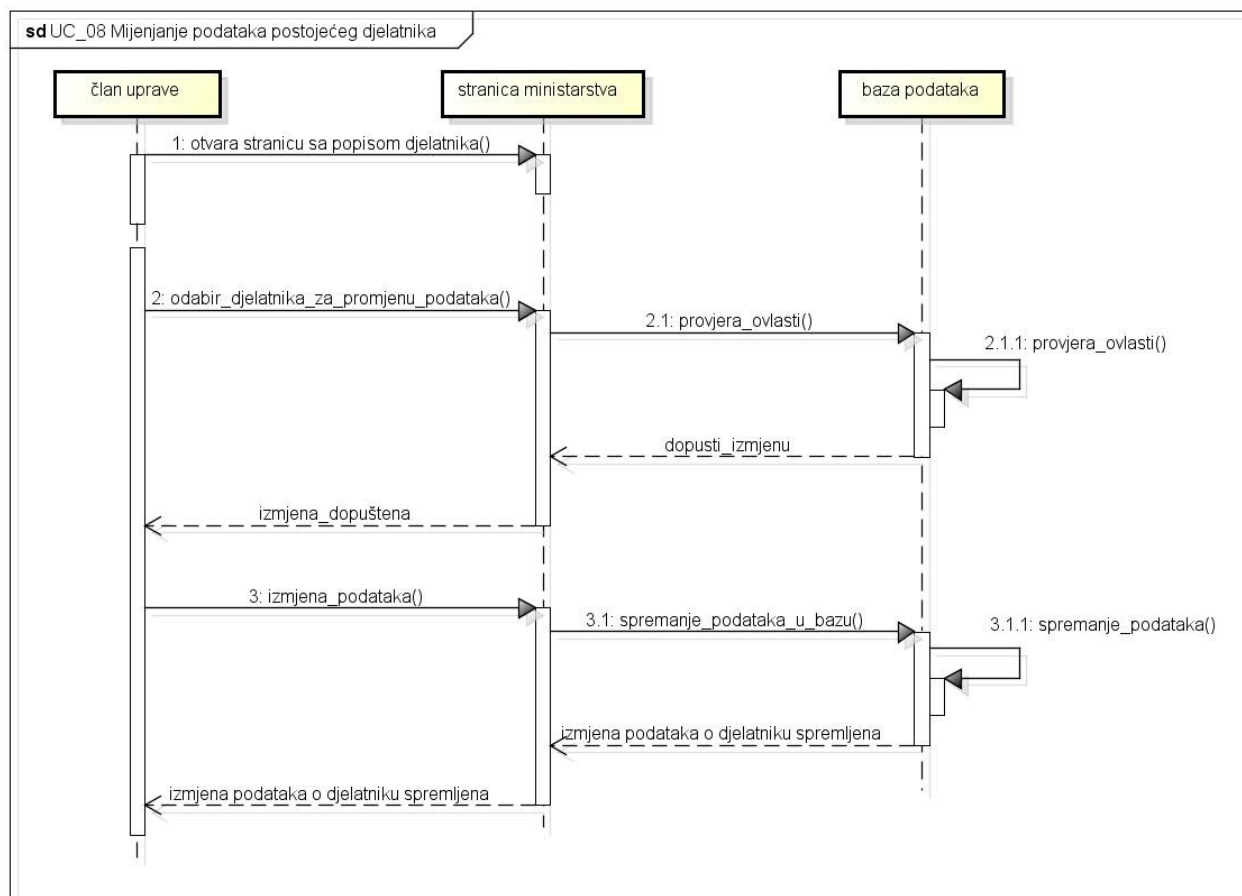 sd UC_08 Mijenjanje podataka postojećeg djelatnika
član uprave
stranica ministarstva
baza podataka
1: otvara stranicu sa popisom djelatnika()
2: odabir_djelatnika_za_promjenu_podataka()
2.1: provjera_ovlasti()
2.1.1: provjera_ovlasti()
dopusti_izmjenu
izmjena_dopuštena
3: izmjena_podataka()
3.1: spremanje_podataka_u_bazu()
3.1.1: spremanje_podataka()
izmjena podataka o djelatniku spremljena
izmjena podataka o djelatniku spremljena